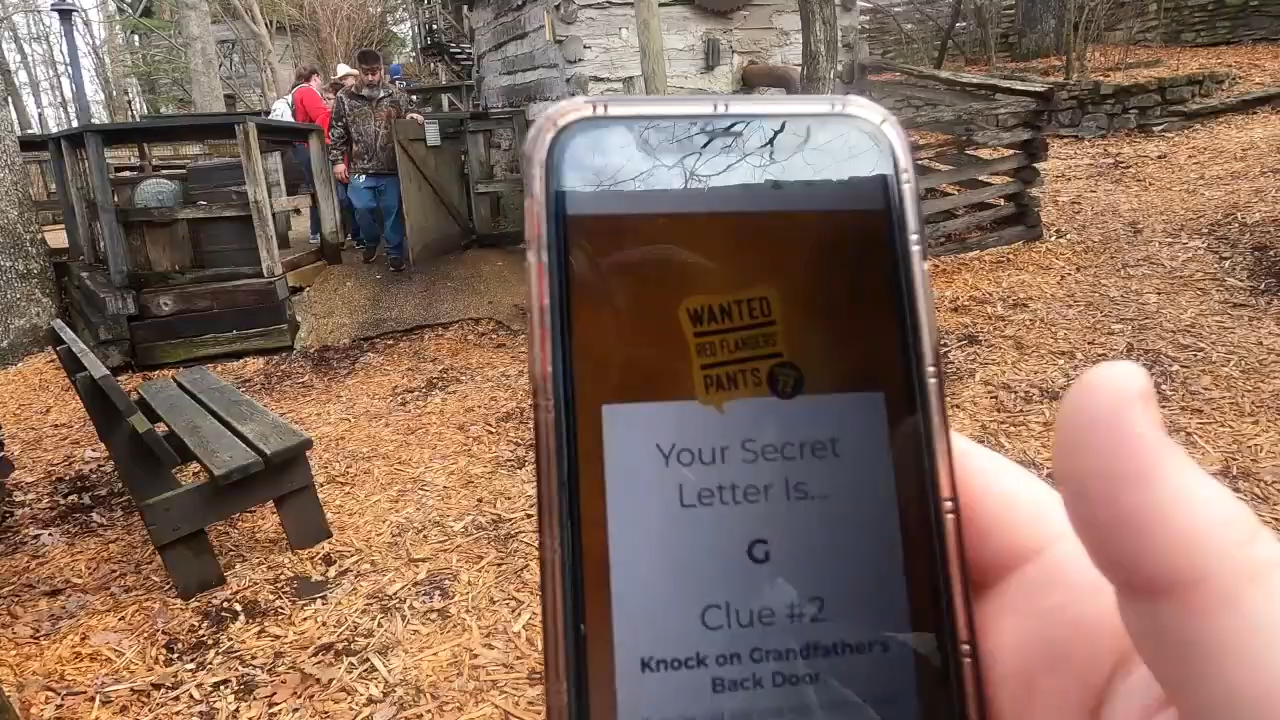 WANTED
RED FLANDERS'
PANTS
Your Secret
Letter Is...
G
Clue #2
Knock on Grandfather's
Back Door